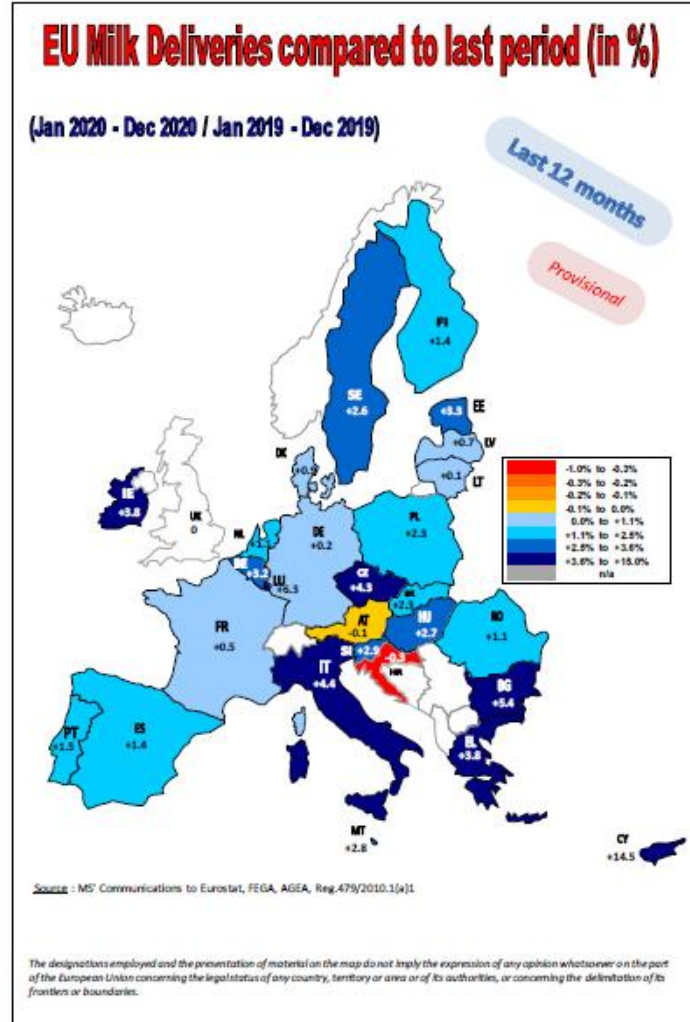 EU Milk Deliveries compared to last period (in %)
(Jan 2020 - Dec 2020 / Jan 2019 - Dec 2019)
Last 12 months
Provisional
FI
+1.4
SE
+2.6
EE
+3.3
LV
+0.7
LT
+0.1
DK
+0.9
IE
+3.8
UK
0
NL
DE
+0.2
PL
+2.3
BE
+3.2
LU
+6.3
CZ
+4.3
+2.3
FR
+0.5
AT
-0.1
HU
+2.7
RO
+1.1
SI
+2.9
-0.3
HR
IT
+4.4
BG
+5.4
PT
+1.5
ES
+1.4
EL
+3.8
MT
+2.8
CY
+14.5
-1.0% to -0.3%
-0.3% to -0.2%
-0.2% to -0.1%
-0.1% to 0.0%
0.0% to +1.1%
+1.1% to +2.5%
+2.5% to +3.6%
+3.6% to +15.0%
n/a
Source : MS' Communications to Eurostat, FEGA, AGEA, Reg.479/2010.1(a)1
The designations employed and the presentation of material on the map do not imply the expression of any opinion whatsoever on the part
of the European Union concerning the legal status of any country, territory or area or of its authorities, or concerning the delimitation of its
frontiers or boundaries.